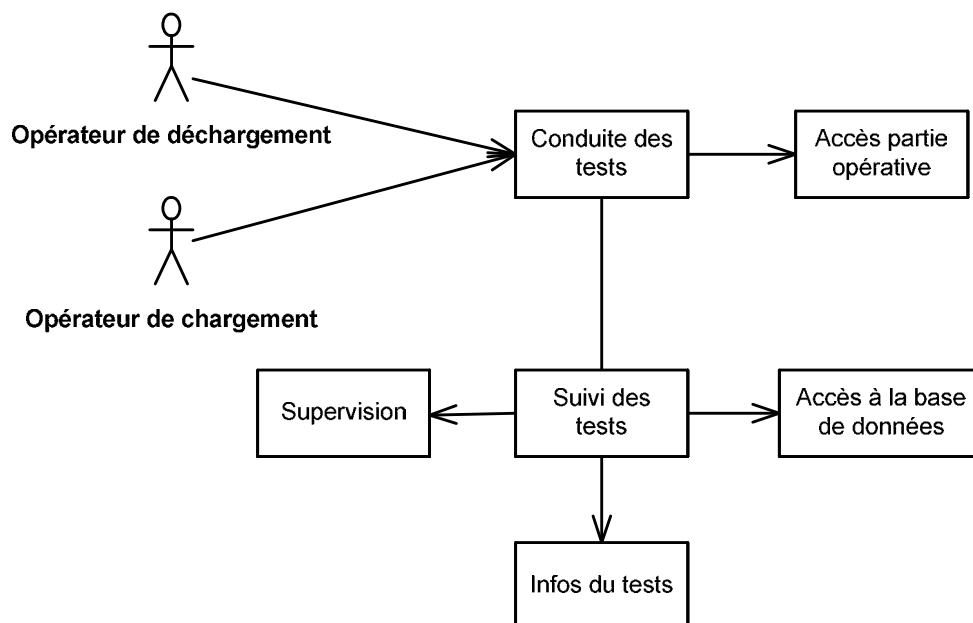 Opérateur de déchargement
Conduite des
tests
Accès partie
opérative
Opérateur de chargement
Supervision
Suivi des
tests
Accès à la base
de données
Infos du tests